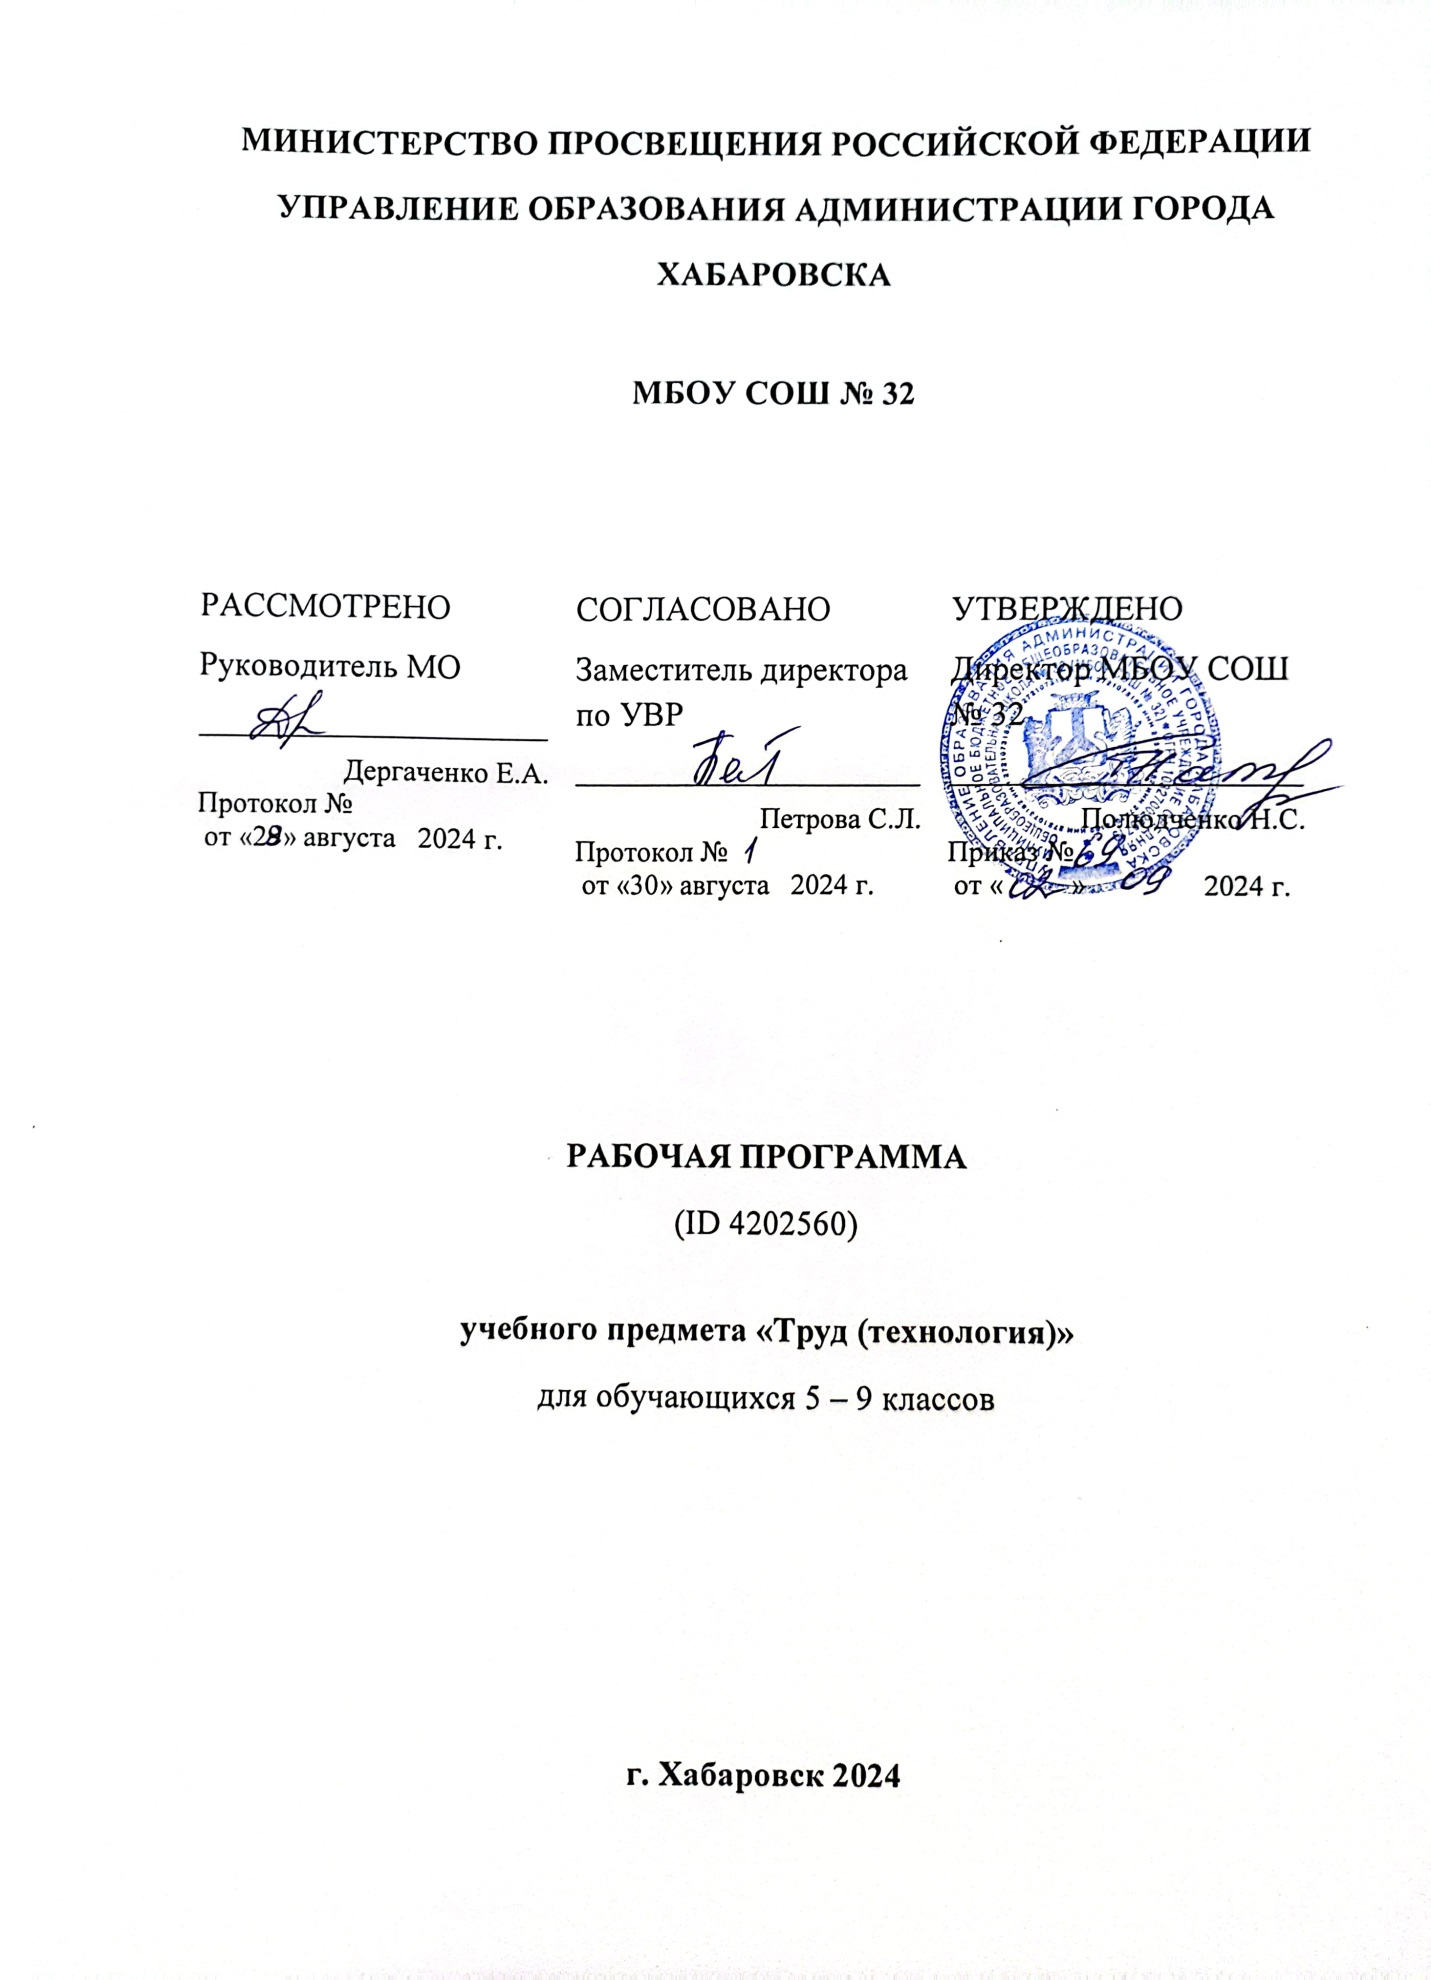 МИНИСТЕРСТВО ПРОСВЕЩЕНИЯ РОССИЙСКОЙ ФЕДЕРАЦИИ
УПРАВЛЕНИЕ ОБРАЗОВАНИЯ АДМИНИСТРАЦИИ ГОРОДА
ХАБАРОВСКА
МБОУ СОШ № 32
РАССМОТРЕНО
Руководитель МО
Дергаченко Е.А.
Протокол №
от «28» августа 2024 г.
СОГЛАСОВАНО
Заместитель директора
по УВР
Петрова С.Л.
Протокол № 1
от «30» августа 2024 г.
УТВЕРЖДЕНО
Директор МБОУ СОШ
№ 32
Полюдченко Н.С.
Приказ № 69
от « 02 » 09 2024 г.
РАБОЧАЯ ПРОГРАММА
(ID 4202560)
учебного предмета «Труд (технология)»
для обучающихся 5 – 9 классов
г. Хабаровск 2024